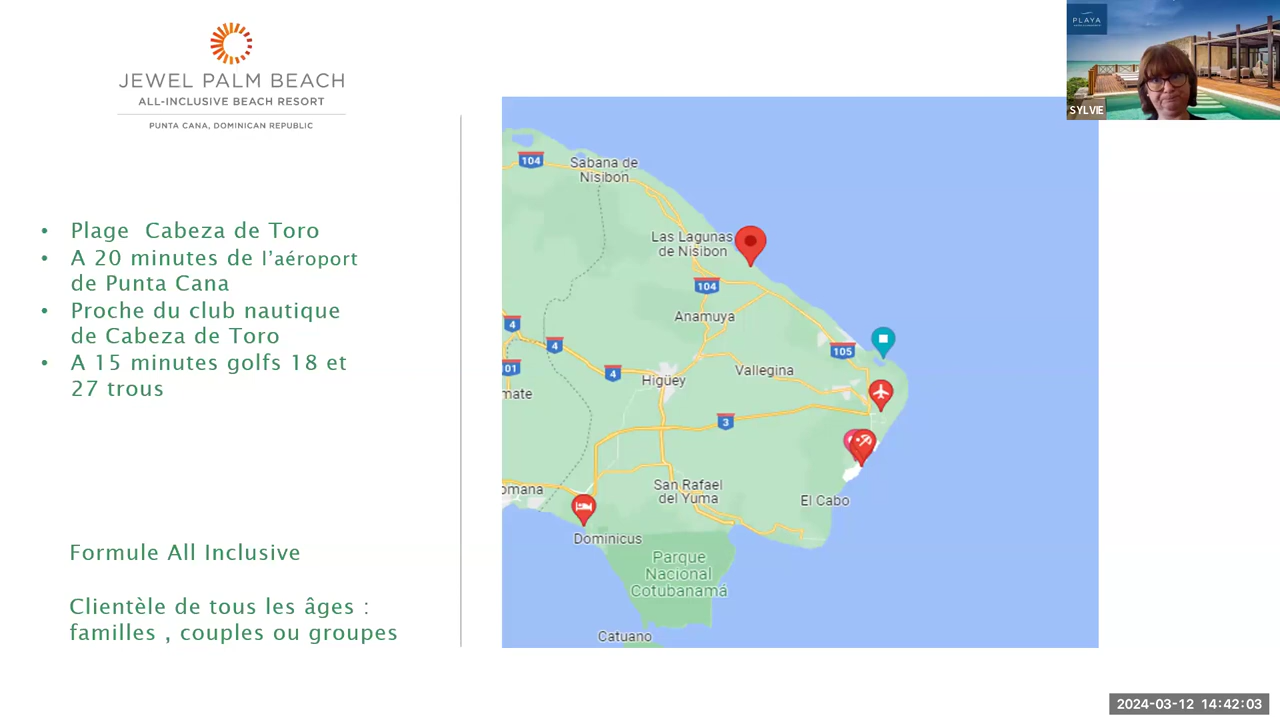 JEWEL PALM BEACH
ALL-INCLUSIVE BEACH RESORT
PUNTA CANA, DOMINICAN REPUBLIC
• Plage  Cabeza de Toro
• A 20 minutes de l'aéroport
de Punta Cana
• Proche du club nautique
de Cabeza de Toro
• A 15 minutes golfs 18 et
27 trous
Formule All Inclusive
Clientèle de tous les âges :
familles , couples ou groupes
104
Sabana de
Nisibon
Las Lagunas
de Nisibon
104
Anamuya
4
4
105
101
4
Vallegina
Higüey
mate
3
omana
San Rafael
del Yuma
El Cabo
Dominicus
Parque
Nacional
Cotubanamá
Catuano
PLAYA
SYLVIE
2024-03-12 14:42:03